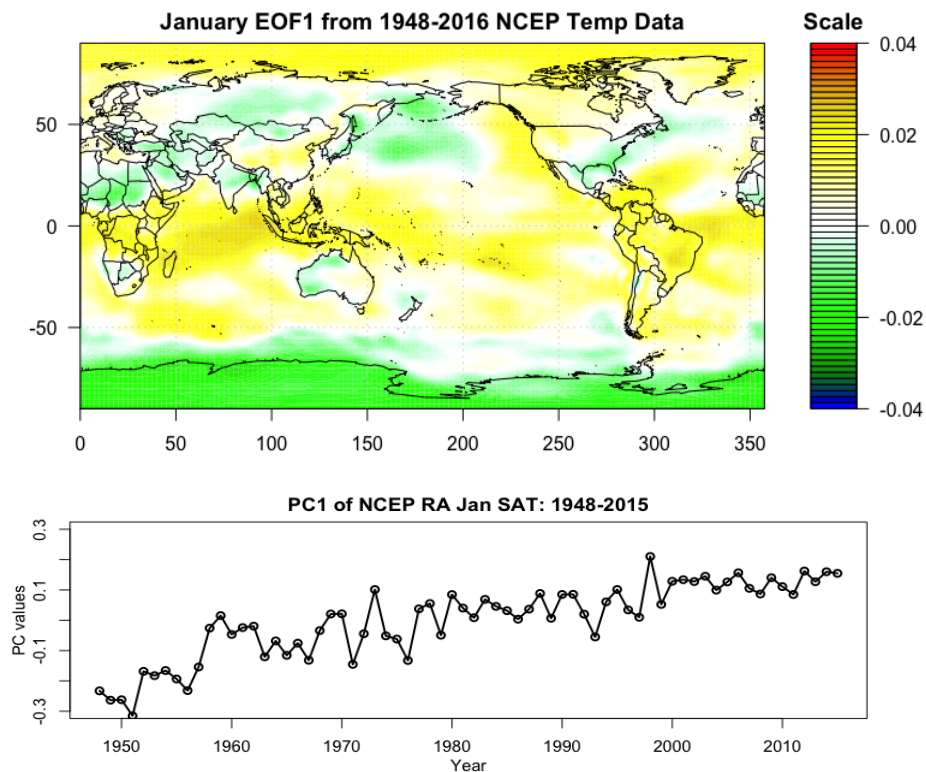 January EOF1 from 1948-2016 NCEP Temp Data
Scale
0.04
0.02
0.00
-0.02
-0.04
50
0
-50
0 50 100 150 200 250 300 350
PC1 of NCEP RA Jan SAT: 1948-2015
PC values
0.3
0.1
-0.1
-0.3
1950 1960 1970 1980 1990 2000 2010
Year